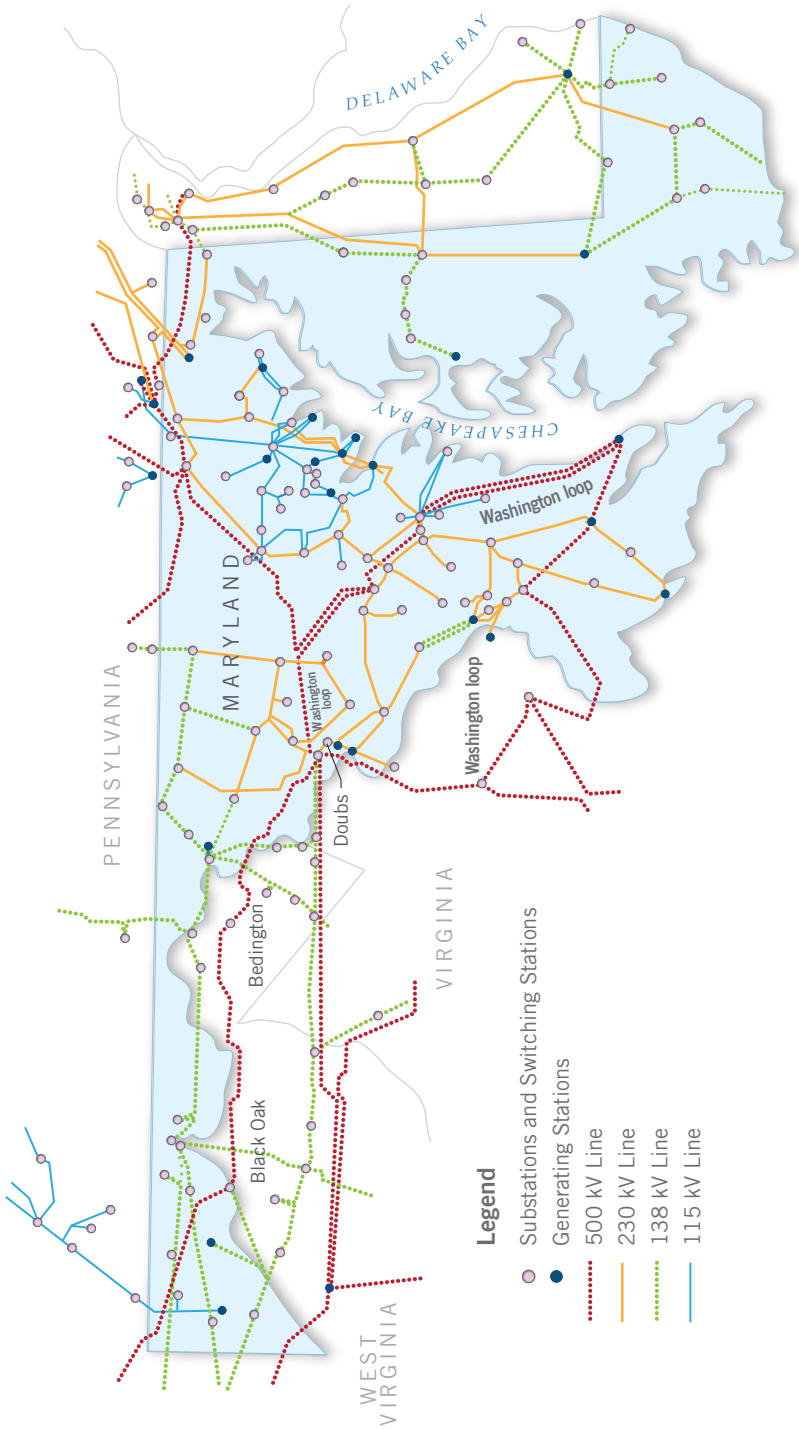 PENNSYLVANIA
MARYLAND
DELAWARE BAY
CHESAPEAKE BAY
Washington loop
Washington
loop
Washington loop
Doubs
Bedington
Black Oak
VIRGINIA
WEST
VIRGINIA
Legend
Substations and Switching Stations
Generating Stations
500 kV Line
230 kV Line
138 kV Line
115 kV Line